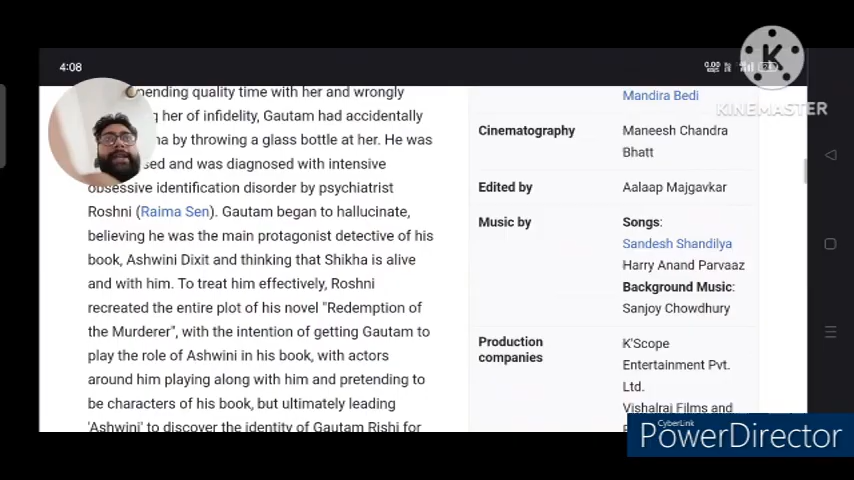 4:08
0.00
KINEMASTER
pending quality time with her and wrongly
her of infidelity, Gautam had accidentally
by throwing a glass bottle at her. He was
and was diagnosed with intensive
obsessive identification disorder by psychiatrist
Roshni (Raima Sen). Gautam began to hallucinate,
believing he was the main protagonist detective of his
book, Ashwini Dixit and thinking that Shikha is alive
and with him. To treat him effectively, Roshni
recreated the entire plot of his novel "Redemption of
the Murderer", with the intention of getting Gautam to
play the role of Ashwini in his book, with actors
around him playing along with him and pretending to
be characters of his book, but ultimately leading
'Ashwini' to discover the identity of Gautam Rishi for
Mandira Bedi
Cinematography
Maneesh Chandra
Bhatt
Edited by
Aalaap Majgavkar
Music by
Songs:
Sandesh Shandilya
Harry Anand Parvaaz
Background Music:
Sanjoy Chowdhury
Production
companies
K'Scope
Entertainment Pvt.
Ltd.
Vishalraj Films and
CyberLink
PowerDirector